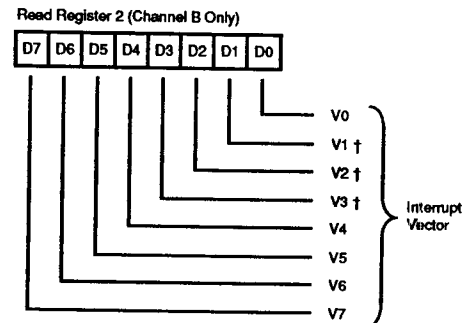 Read Register 2 (Channel B Only)
D7 D6 D5 D4 D3 D2 D1 D0
V0
V1 †
V2 †
V3 †
V4
V5
V6
V7
Interrupt
Vector